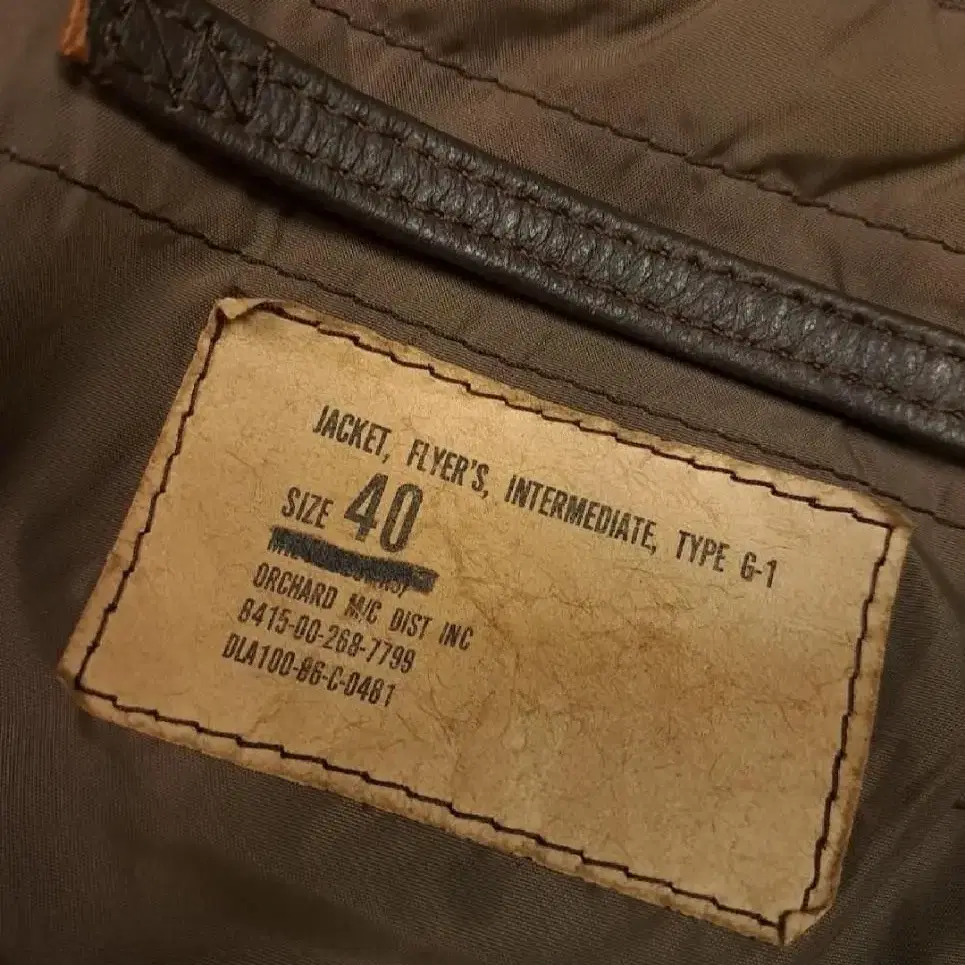 JACKET, FLYER'S, INTERMEDIATE, TYPE G-1
SIZE 40
ORCHARD M/C DIST INC
8415-00-268-7799
DLA100-86-C-0481